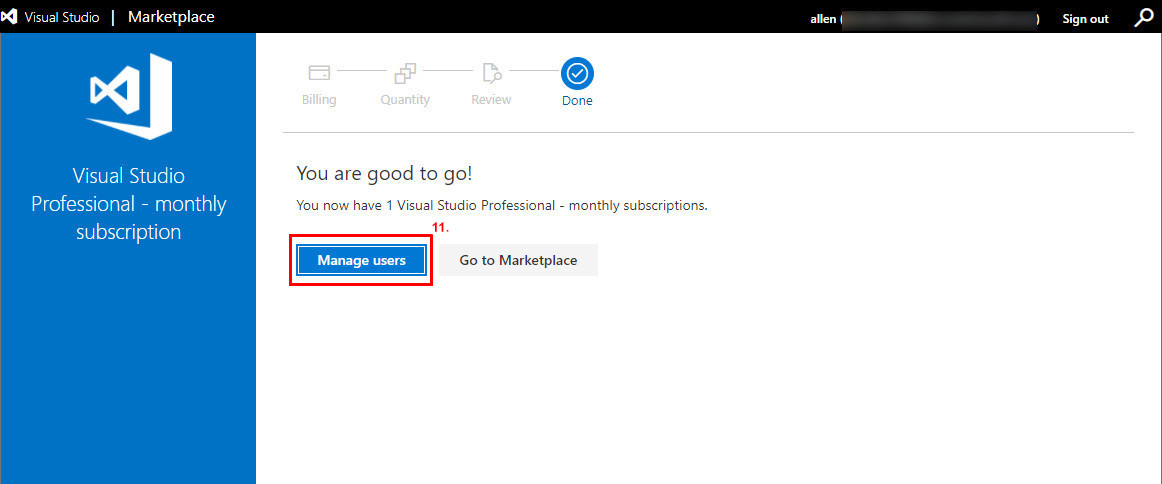 Visual Studio | Marketplace
allen ( )
Sign out
Visual Studio
Professional - monthly
subscription
Billing
Quantity
Review
Done
You are good to go!
You now have 1 Visual Studio Professional - monthly subscriptions.
11.
Manage users
Go to Marketplace